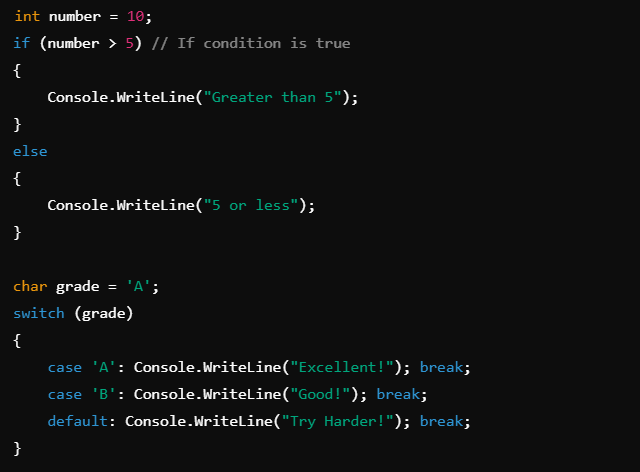 int number = 10;
if (number > 5) // If condition is true
{
    Console.WriteLine("Greater than 5");
}
else
{
    Console.WriteLine("5 or less");
}

char grade = 'A';
switch (grade)
{
    case 'A': Console.WriteLine("Excellent!"); break;
    case 'B': Console.WriteLine("Good!"); break;
    default: Console.WriteLine("Try Harder!"); break;
}